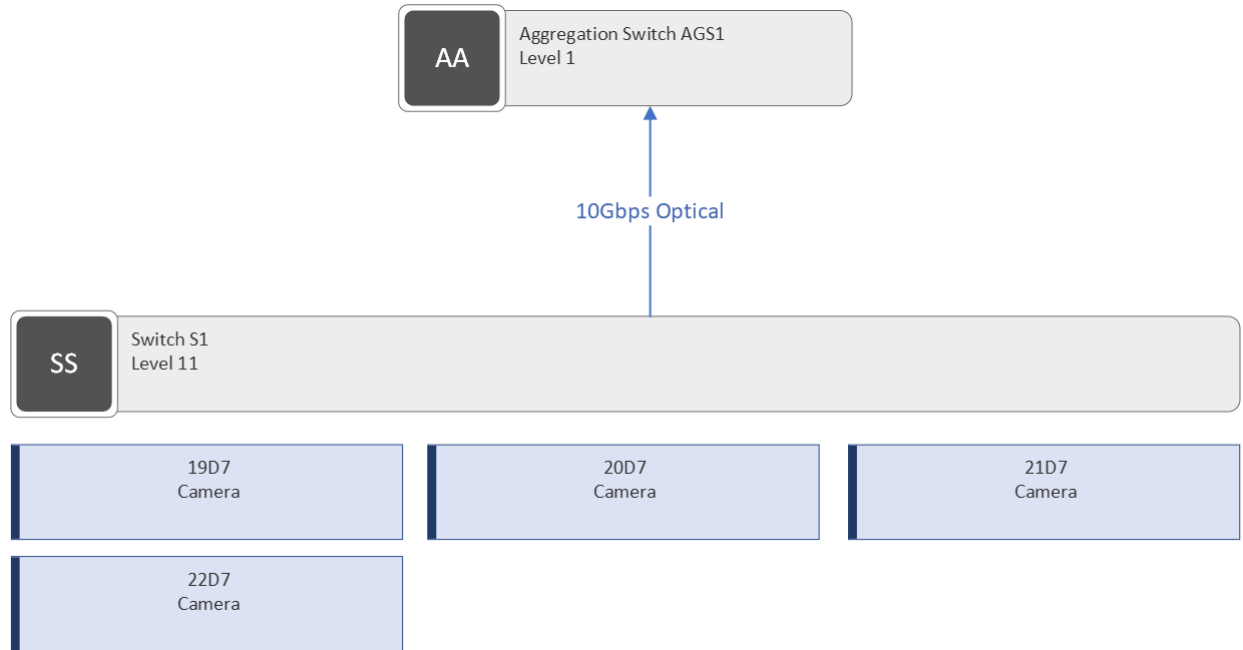 AA
Aggregation Switch AGS1
Level 1
10Gbps Optical
SS
Switch S1
Level 11
19D7
Camera
20D7
Camera
21D7
Camera
22D7
Camera